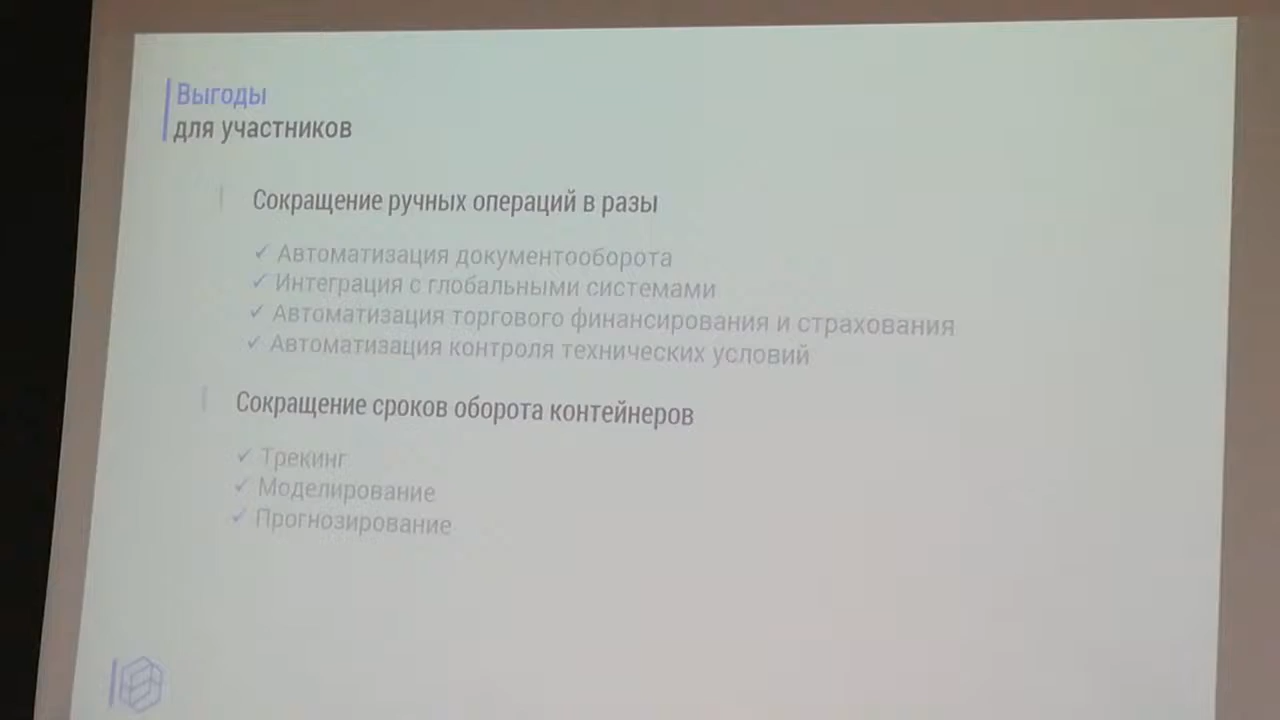 Выгоды
для участников
Сокращение ручных операций в разы
✓ Автоматизация документооборота
✓ Интеграция с глобальными системами
✓ Автоматизация торгового финансирования и страхования
✓ Автоматизация контроля технических условий
Сокращение сроков оборота контейнеров
✓ Трекинг
✓ Моделирование
✓ Прогнозирование